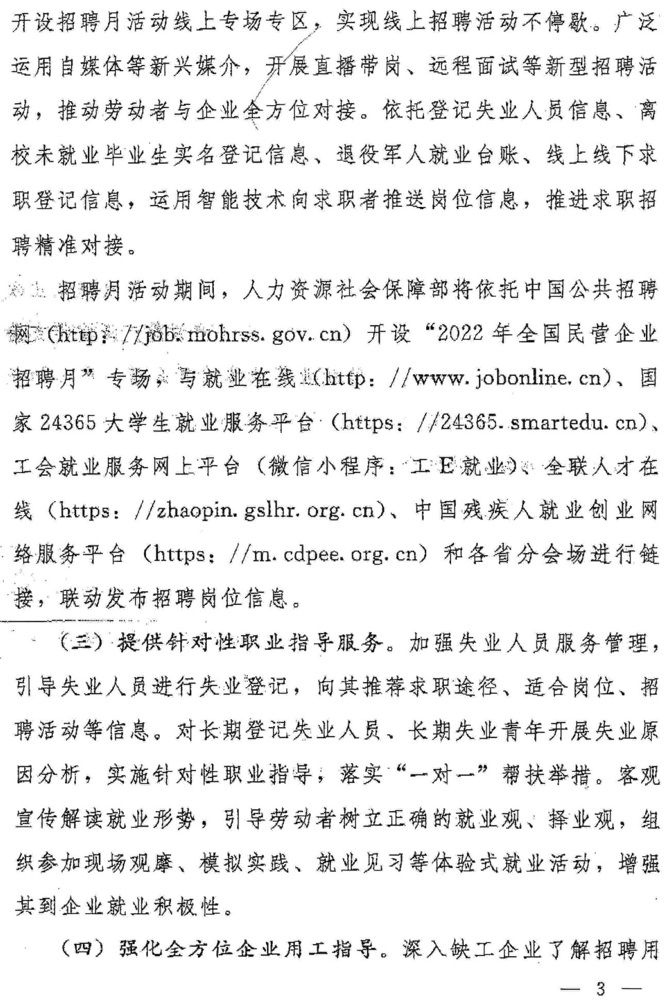 开设招聘月活动线上专场专区，实现线上招聘活动不停歇。广泛
运用自媒体等新兴媒介，开展直播带岗、远程面试等新型招聘活
动，推动劳动者与企业全方位对接。依托登记失业人员信息、离
校未就业毕业生实名登记信息、退役军人就业台账、线上线下求
职登记信息，运用智能技术向求职者推送岗位信息，推进求职招
聘精准对接。
招聘月活动期间，人力资源社会保障部将依托中国公共招聘
网（http：//job.mohrss.gov.cn）开设“2022年全国民营企业
招聘月”专场，与就业在线（http：//www.jobonline.cn）、国
家24365大学生就业服务平台（https：//24365.smartedu.cn）、
工会就业服务网上平台（微信小程序：工E就业）、全联人才在
线（https：//zhaopin.gslhr.org.cn）、中国残疾人就业创业网
络服务平台（https：//m.cdpee.org.cn）和各省分会场进行链
接，联动发布招聘岗位信息。
（三）提供针对性职业指导服务。加强失业人员服务管理，
引导失业人员进行失业登记，向其推荐求职途径、适合岗位、招
聘活动等信息。对长期登记失业人员、长期失业青年开展失业原
因分析，实施针对性职业指导，落实“一对一”帮扶举措。客观
宣传解读就业形势，引导劳动者树立正确的就业观、择业观，组
织参加现场观摩、模拟实践、就业见习等体验式就业活动，增强
其到企业就业积极性。
（四）强化全方位企业用工指导。深入缺工企业了解招聘用
— 3 —